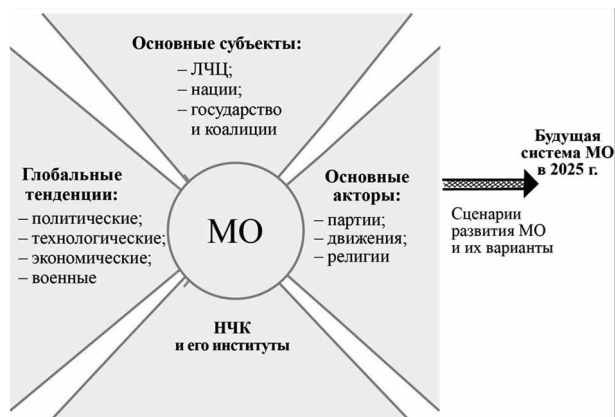 Основные субъекты:
– ЛЧЦ;
– нации;
– государство
и коалиции
Глобальные
тенденции:
– политические;
– технологические;
– экономические;
– военные
МО
Основные
акторы:
– партии;
– движения;
– религии
НЧК
и его институты
Будущая
система МО
в 2025 г.
Сценарии
развития МО
и их варианты